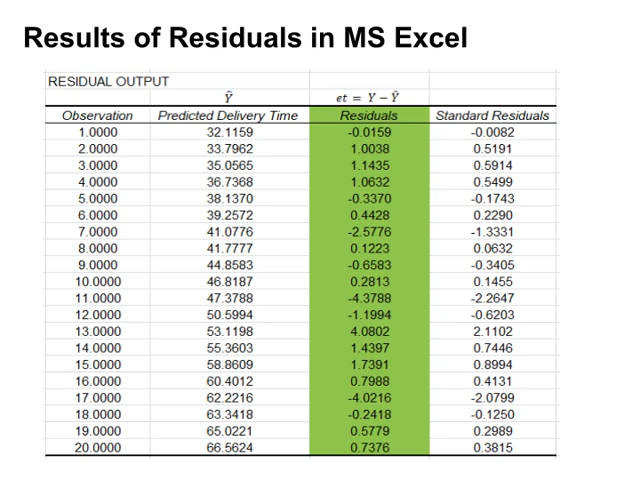 Results of Residuals in MS Excel
RESIDUAL OUTPUT
Ŷ et = Y − Ŷ
Observation Predicted Delivery Time Residuals Standard Residuals
1.0000 32.1159 -0.0159 -0.0082
2.0000 33.7962 1.0038 0.5191
3.0000 35.0565 1.1435 0.5914
4.0000 36.7368 1.0632 0.5499
5.0000 38.1370 -0.3370 -0.1743
6.0000 39.2572 0.4428 0.2290
7.0000 41.0776 -2.5776 -1.3331
8.0000 41.7777 0.1223 0.0632
9.0000 44.8583 -0.6583 -0.3405
10.0000 46.8187 0.2813 0.1455
11.0000 47.3788 -4.3788 -2.2647
12.0000 50.5994 -1.1994 -0.6203
13.0000 53.1198 4.0802 2.1102
14.0000 55.3603 1.4397 0.7446
15.0000 58.8609 1.7391 0.8994
16.0000 60.4012 0.7988 0.4131
17.0000 62.2216 -4.0216 -2.0799
18.0000 63.3418 -0.2418 -0.1250
19.0000 65.0221 0.5779 0.2989
20.0000 66.5624 0.7376 0.3815